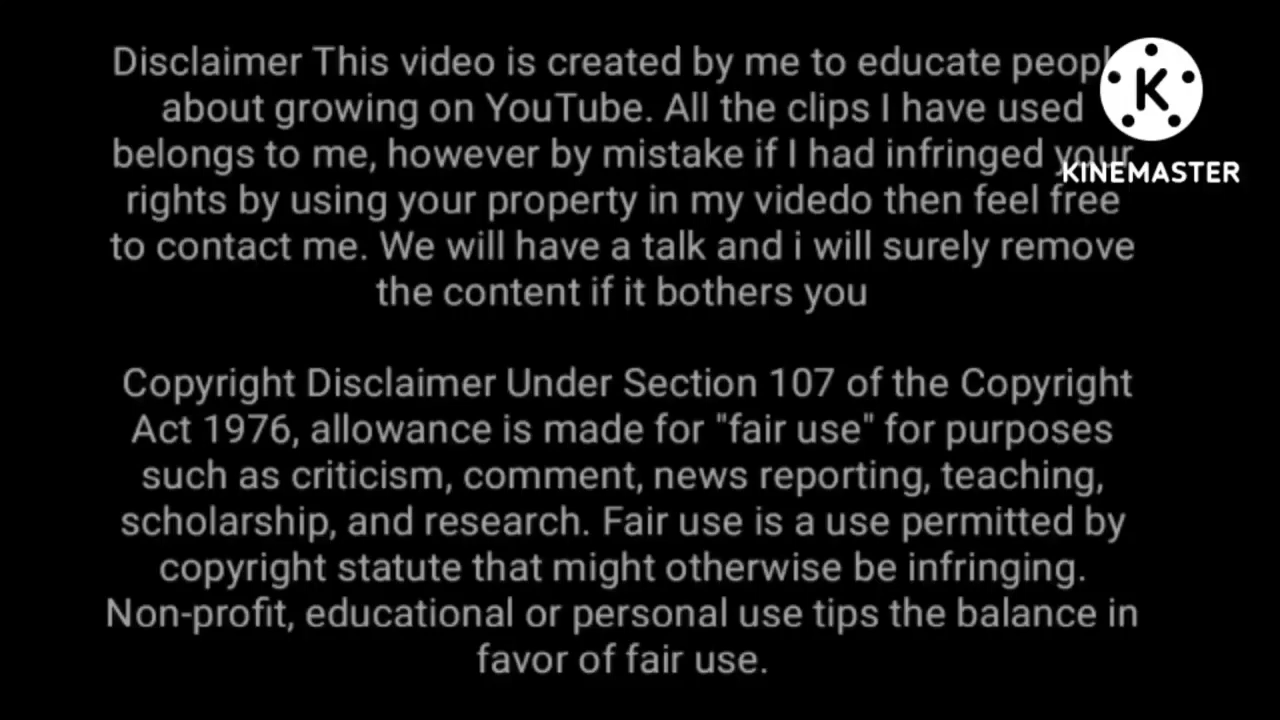 Disclaimer This video is created by me to educate peopl
about growing on YouTube. All the clips I have used
belongs to me, however by mistake if I had infringed your
rights by using your property in my videdo then feel free
to contact me. We will have a talk and i will surely remove
the content if it bothers you
Copyright Disclaimer Under Section 107 of the Copyright
Act 1976, allowance is made for "fair use" for purposes
such as criticism, comment, news reporting, teaching,
scholarship, and research. Fair use is a use permitted by
copyright statute that might otherwise be infringing.
Non-profit, educational or personal use tips the balance in
favor of fair use.
K
KINEMASTER